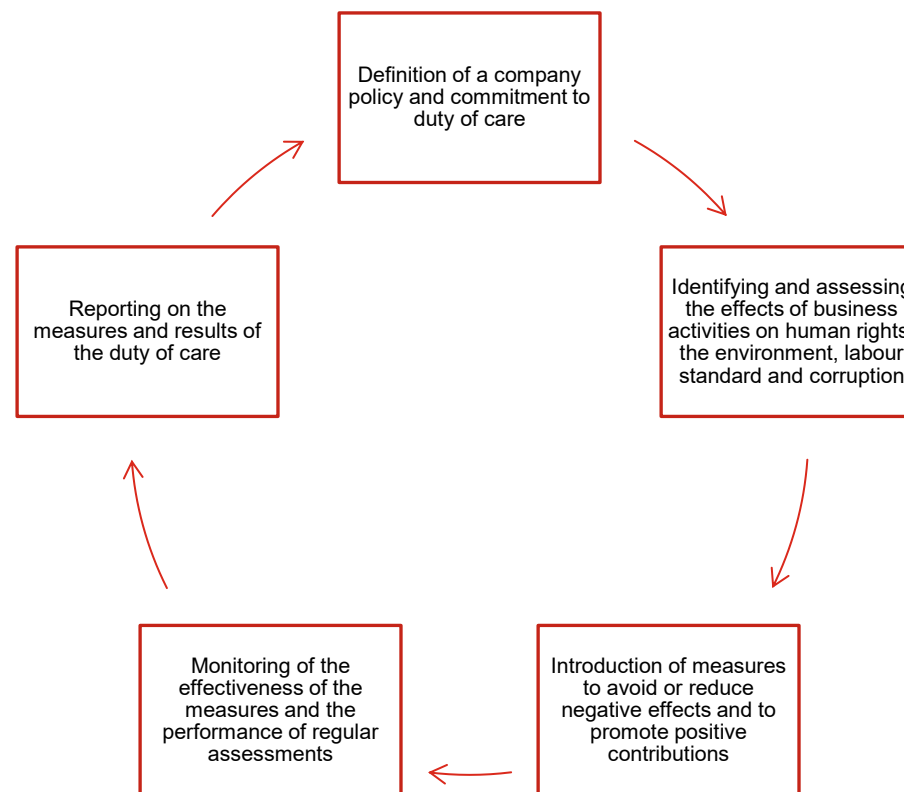 Definition of a company
policy and commitment to
duty of care
Identifying and assessing
the effects of business
activities on human rights,
the environment, labour
standard and corruption
Introduction of measures
to avoid or reduce
negative effects and to
promote positive
contributions
Monitoring of the
effectiveness of the
measures and the
performance of regular
assessments
Reporting on the
measures and results of
the duty of care